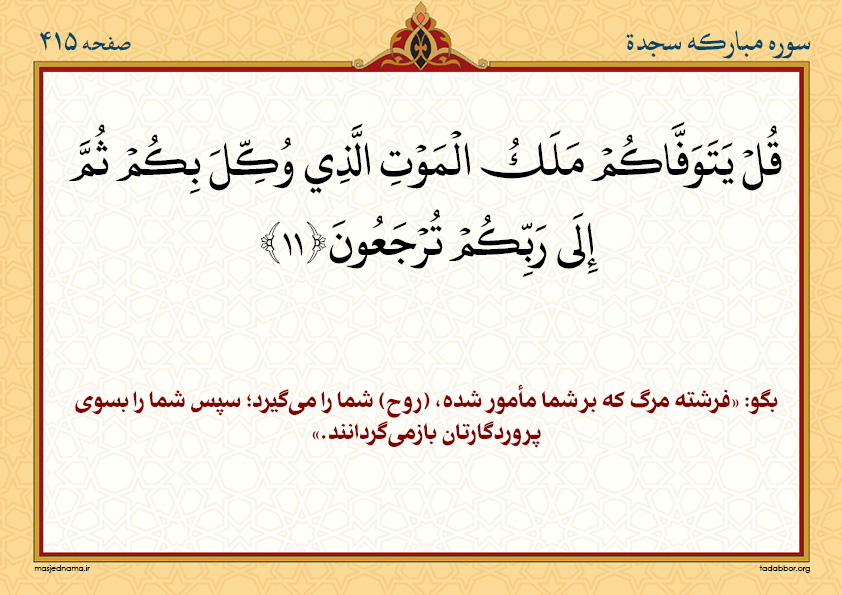 سوره مبارکه سجدة
صفحه ۴۱۵
قُلْ يَتَوَفَّاكُمْ مَلَكُ الْمَوْتِ الَّذِي وُكِّلَ بِكُمْ ثُمَّ
إِلَى رَبِّكُمْ تُرْجَعُونَ ﴿۱۱﴾
بگو: «فرشته مرگ که بر شما مأمور شده، (روح) شما را می‌گیرد؛ سپس شما را بسوی
پروردگارتان بازمی‌گردانند.»
masjednama.ir
tadabbor.org